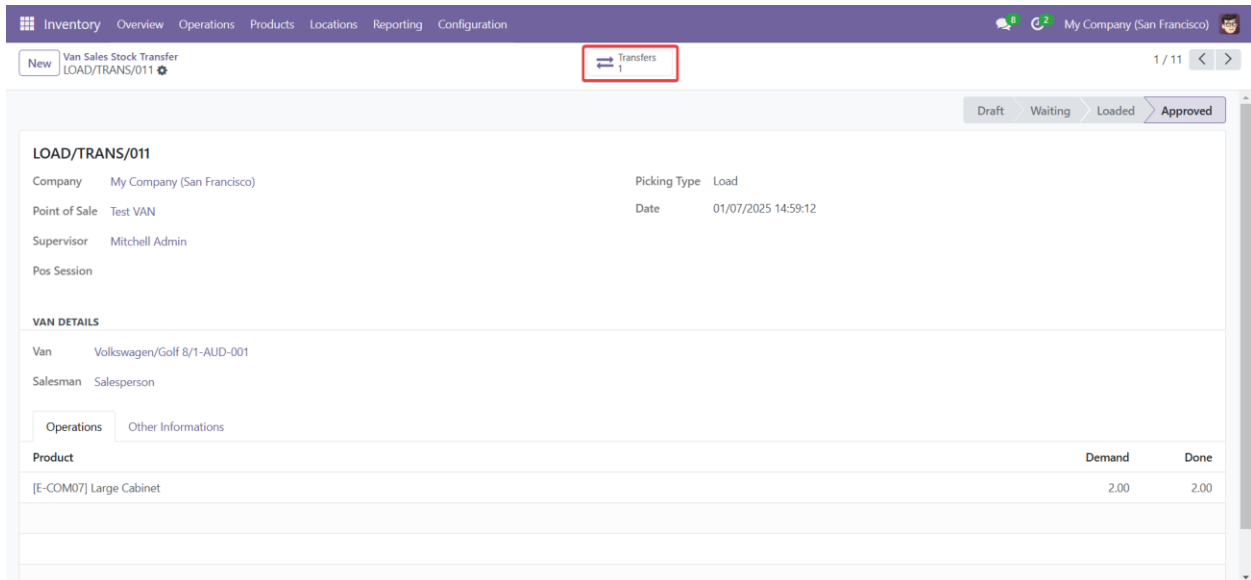 Inventory Overview Operations Products Locations Reporting Configuration 8 2 My Company (San Francisco)
New Van Sales Stock Transfer Transfers 1 / 11
LOAD/TRANS/011 1
Draft Waiting Loaded Approved
LOAD/TRANS/011
Company My Company (San Francisco) Picking Type Load
Point of Sale Test VAN Date 01/07/2025 14:59:12
Supervisor Mitchell Admin
Pos Session
VAN DETAILS
Van Volkswagen/Golf 8/1-AUD-001
Salesman Salesperson
Operations Other Informations
Product Demand Done
[E-COM07] Large Cabinet 2.00 2.00